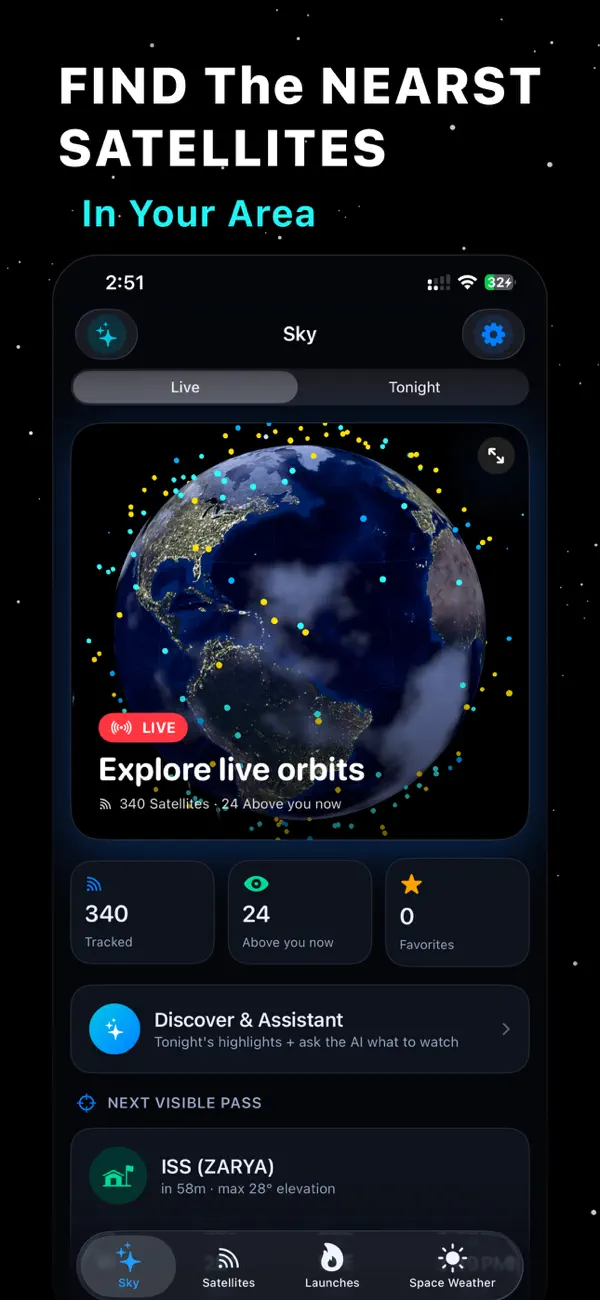 FIND The NEARST
SATELLITES
In Your Area
2:51
32
Sky
Live
Tonight
LIVE
Explore live orbits
340 Satellites · 24 Above you now
340
Tracked
24
Above you now
0
Favorites
Discover & Assistant
Tonight's highlights + ask the AI what to watch
NEXT VISIBLE PASS
ISS (ZARYA)
in 58m · max 28° elevation
Sky
Satellites
Launches
Space Weather